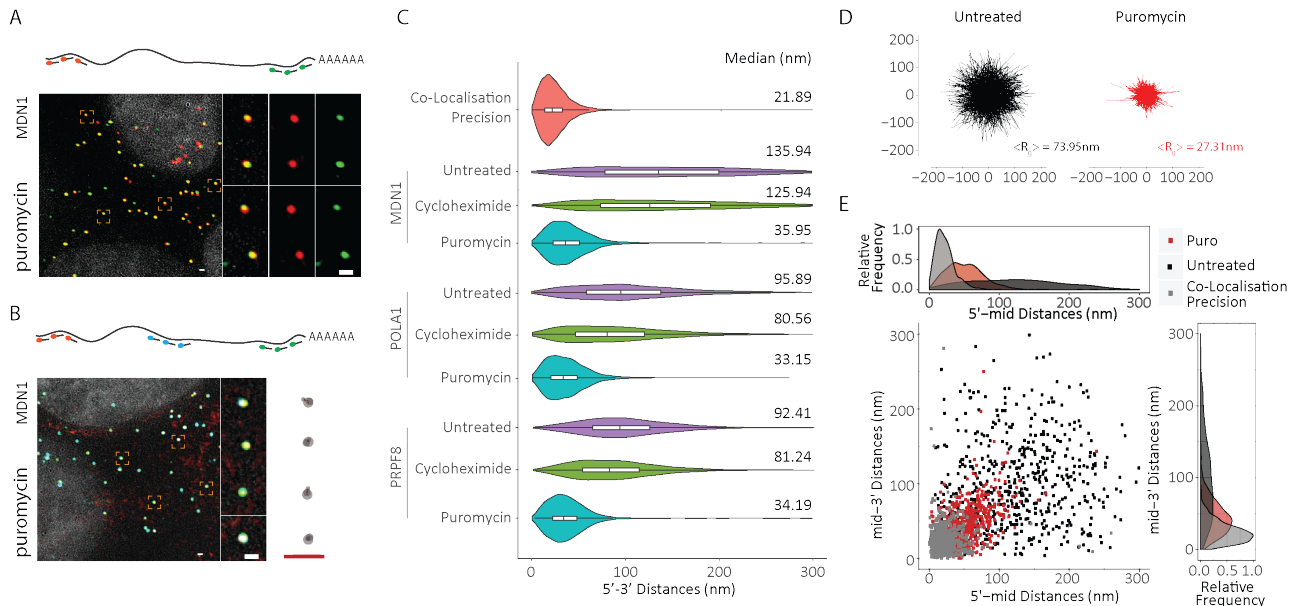 A
AAAAAA
MDN1
puromycin
B
AAAAAA
MDN1
puromycin
C
Median (nm)
Co-Localisation
Precision
21.89
MDN1
Untreated
135.94
Cycloheximide
125.94
Puromycin
35.95
POLA1
Untreated
95.89
Cycloheximide
80.56
Puromycin
33.15
PRPF8
Untreated
92.41
Cycloheximide
81.24
Puromycin
34.19
0 100 200 300
5'-3' Distances (nm)
D
Untreated
Puromycin
200
100
0
−100
−200
<Rg> = 73.95nm
<Rg> = 27.31nm
−200 −100 0 100 200
−200 −100 0 100 200
E
Relative
Frequency
1.0
0.5
0.0
0 100 200 300
5'−mid Distances (nm)
Puro
Untreated
Co-Localisation
Precision
mid−3' Distances (nm)
300
200
100
0
0 100 200 300
5'−mid Distances (nm)
mid−3' Distances (nm)
300
200
100
0
0.0 0.5 1.0
Relative
Frequency